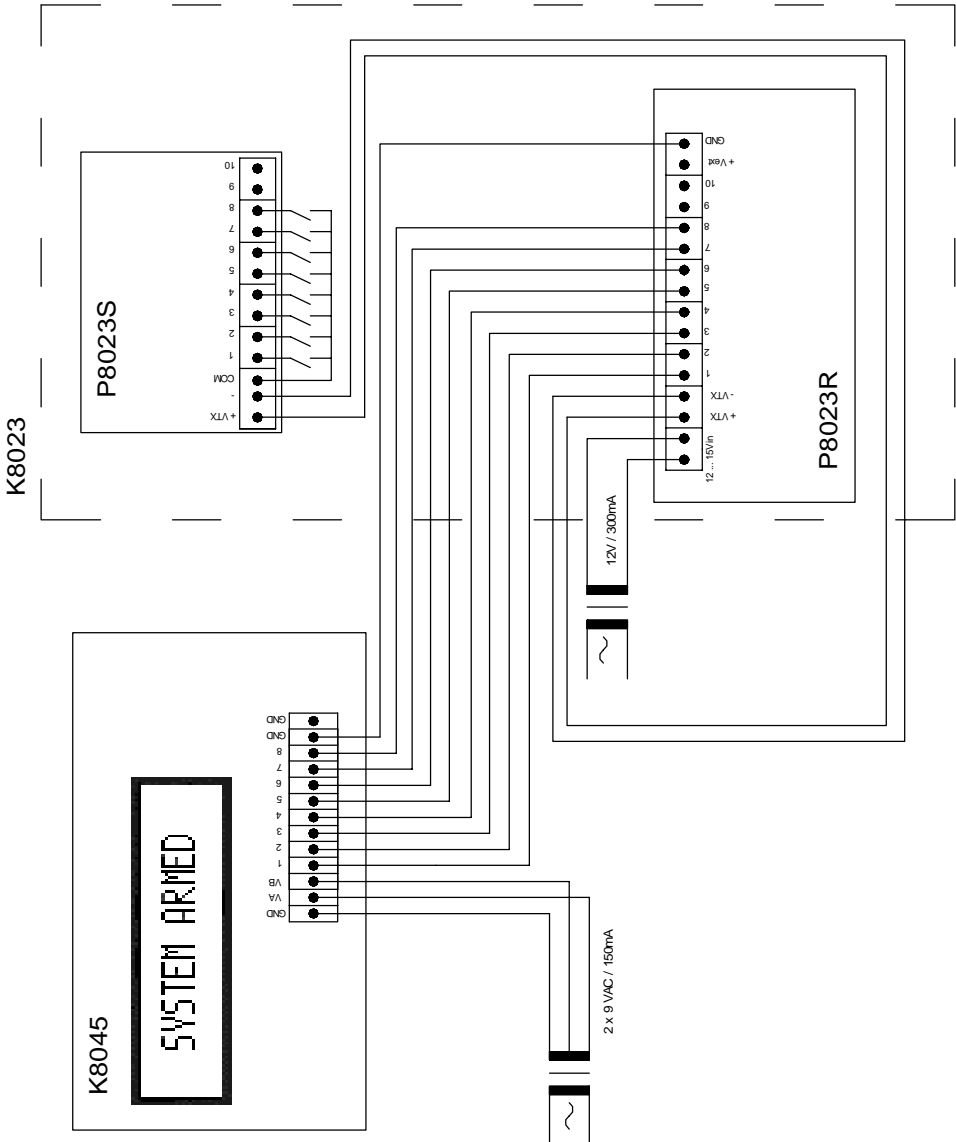 K8023
P8023S
10
9
8
7
6
5
4
3
2
1
COM
-
+ VTX
GND
+ Vext
10
9
8
7
6
5
4
3
2
1
- VTX
+ VTX
12 ... 15Vin
P8023R
12V / 300mA
K8045
SYSTEM ARMED
GND
GND
8
7
6
5
4
3
2
1
VB
VA
GND
2 x 9 VAC / 150mA